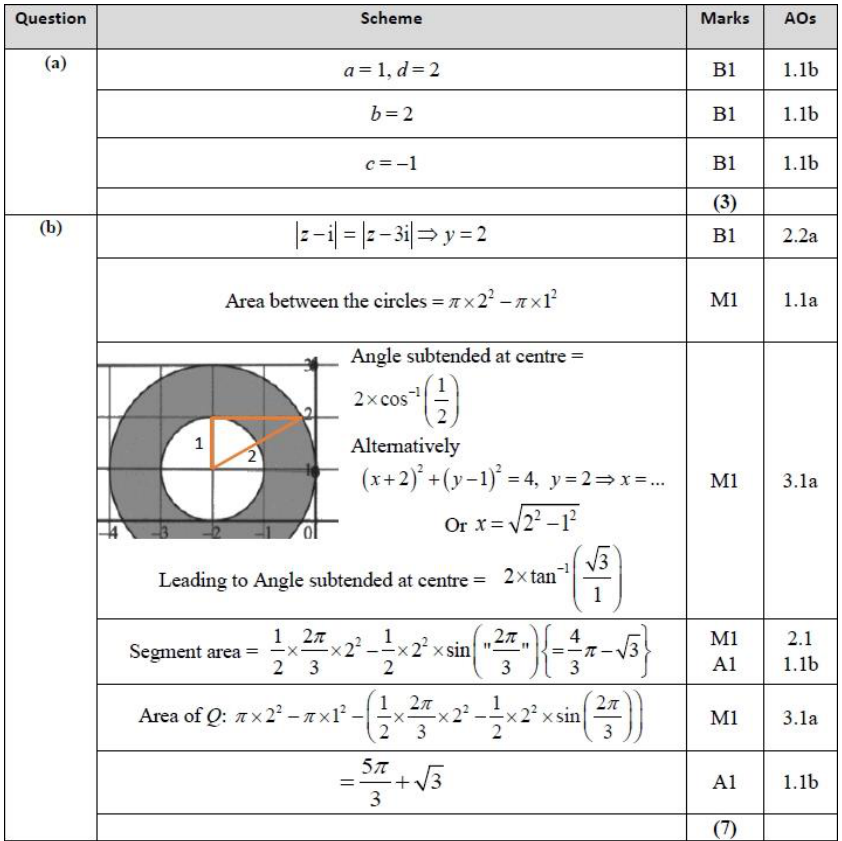 Question Scheme Marks AOs
(a) a = 1, d = 2 B1 1.1b
b = 2 B1 1.1b
c = −1 B1 1.1b
(3)
(b) |z − i| = |z − 3i| ⇒ y = 2 B1 2.2a
Area between the circles = π × 2² − π × 1² M1 1.1a
Angle subtended at centre =
2 × cos⁻¹(1/2)
Alternatively
(x + 2)² + (y − 1)² = 4, y = 2 ⇒ x = ... M1 3.1a
Or x = √(2² − 1²)
3
2
1
1 2
−4 −3 −2 −1 0
Leading to Angle subtended at centre = 2 × tan⁻¹(√3/1)
Segment area = 1/2 × 2π/3 × 2² − 1/2 × 2² × sin("2π/3") {= 4/3 π − √3} M1 2.1
A1 1.1b
Area of Q: π × 2² − π × 1² − (1/2 × 2π/3 × 2² − 1/2 × 2² × sin(2π/3)) M1 3.1a
= 5π/3 + √3 A1 1.1b
(7)